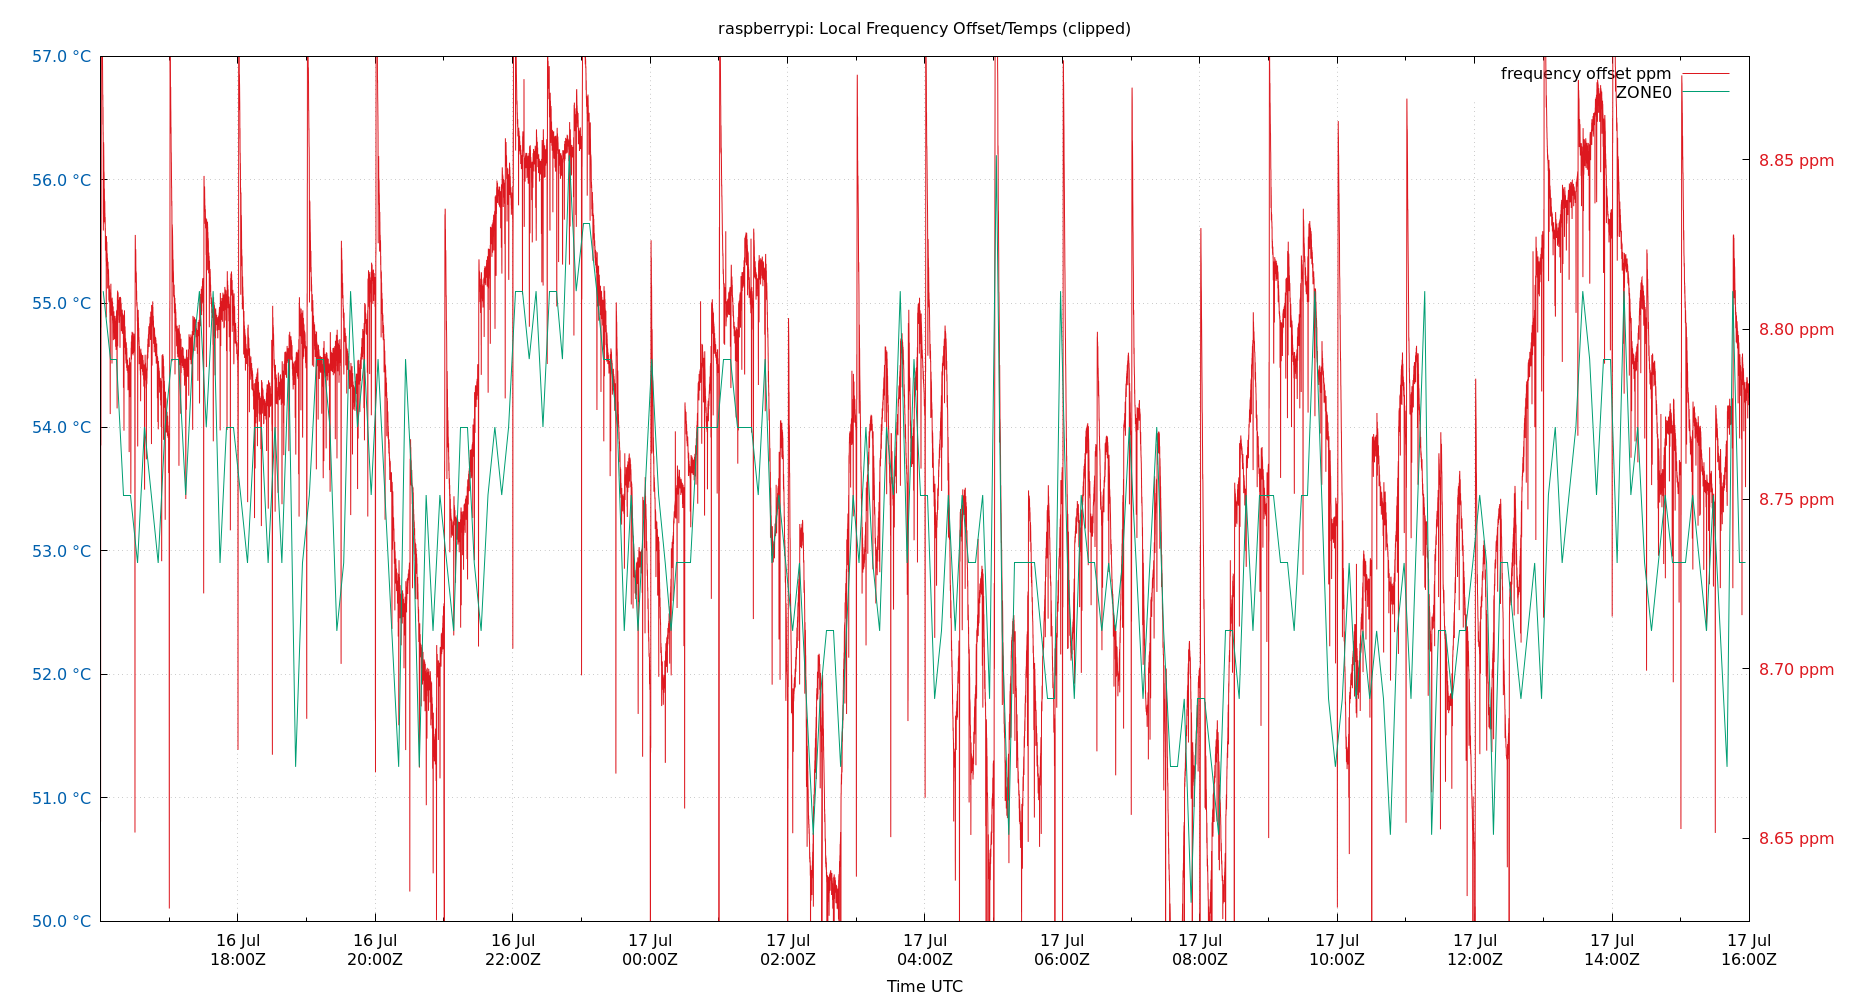 raspberrypi: Local Frequency Offset/Temps (clipped)
57.0 °C
56.0 °C
55.0 °C
54.0 °C
53.0 °C
52.0 °C
51.0 °C
50.0 °C
frequency offset ppm
ZONE0
8.85 ppm
8.80 ppm
8.75 ppm
8.70 ppm
8.65 ppm
16 Jul 16 Jul 16 Jul 17 Jul 17 Jul 17 Jul 17 Jul 17 Jul 17 Jul 17 Jul 17 Jul 17 Jul
18:00Z 20:00Z 22:00Z 00:00Z 02:00Z 04:00Z 06:00Z 08:00Z 10:00Z 12:00Z 14:00Z 16:00Z
Time UTC